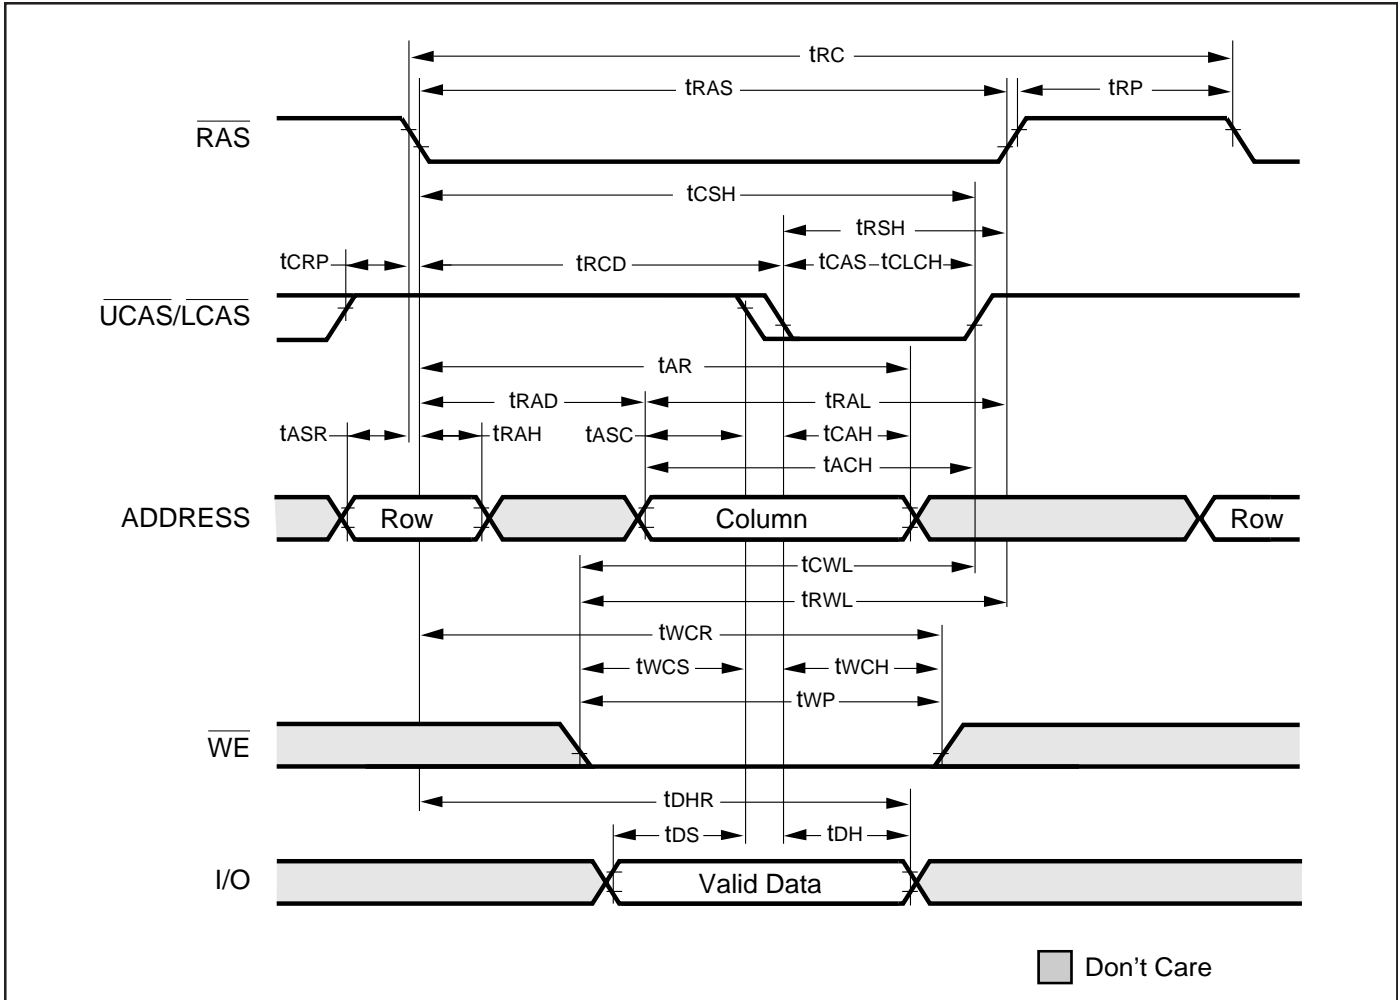 tRC
tRAS
tRP
RAS
tCSH
tRSH
tCRP
tRCD
tCAS
tCLCH
UCAS/LCAS
tAR
tRAD
tRAL
tASR
tRAH
tASC
tCAH
tACH
ADDRESS
Row
Column
Row
tCWL
tRWL
tWCR
tWCS
tWCH
tWP
WE
tDHR
tDS
tDH
I/O
Valid Data
Don't Care